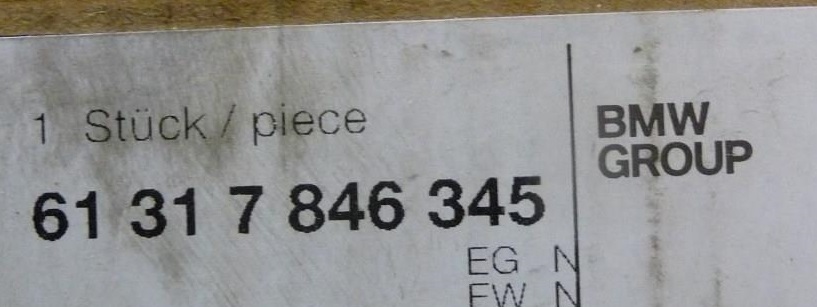 1 Stück / piece
61 31 7 846 345
BMW
GROUP
EG N
EW N